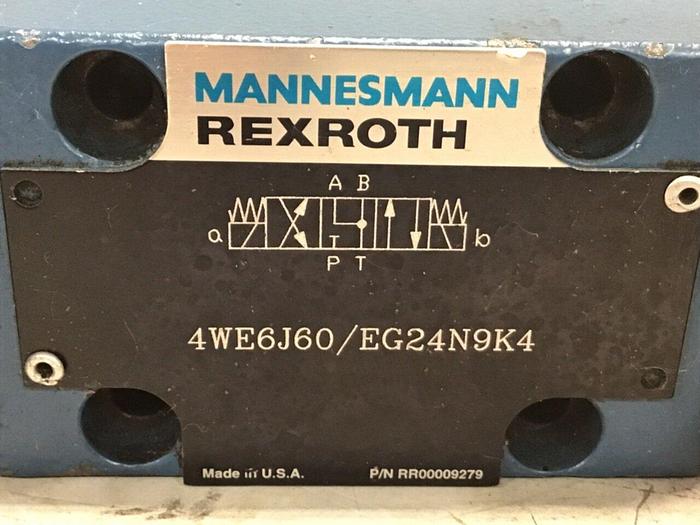 MANNESMANN
REXROTH
A B
a T b
P T
4WE6J60/EG24N9K4
Made in U.S.A. P/N RR00009279